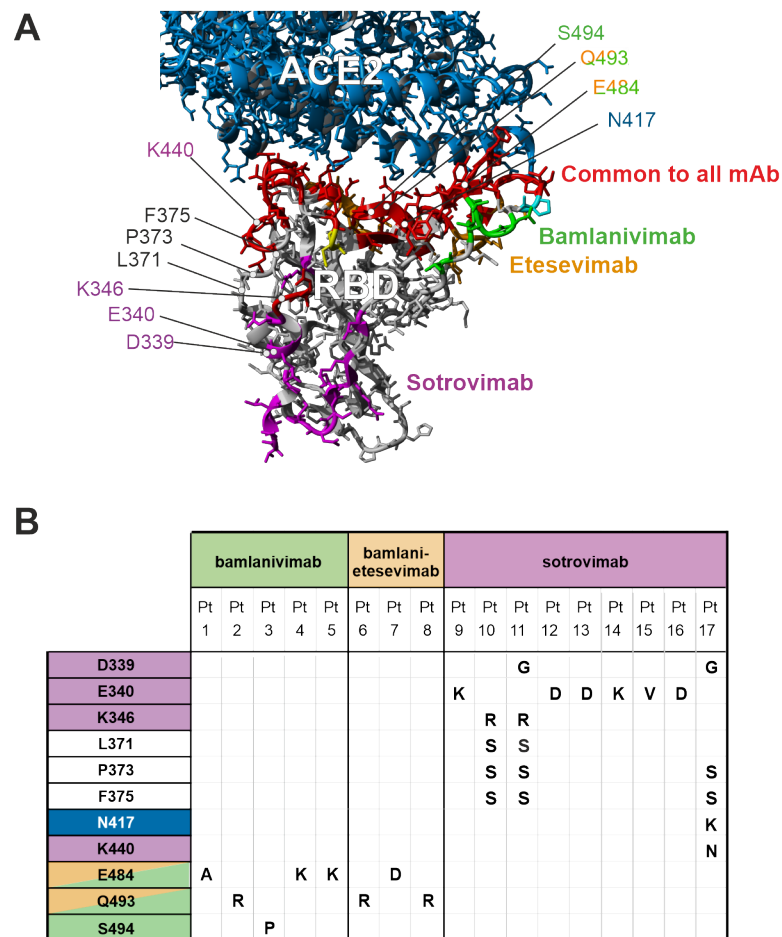 A
ACE2
S494
Q493
E484
N417
K440
Common to all mAb
F375
P373
L371
Bamlanivimab
Etesevimab
K346
RBD
E340
D339
Sotrovimab
B
bamlanivimab
bamlani-
etesevimab
sotrovimab
Pt Pt Pt Pt Pt Pt Pt Pt Pt Pt Pt Pt Pt Pt Pt Pt Pt
1 2 3 4 5 6 7 8 9 10 11 12 13 14 15 16 17
D339 G G
E340 K D D K V D
K346 R R
L371 S S
P373 S S S
F375 S S S
N417 K
K440 N
E484 A K K D
Q493 R R R
S494 P